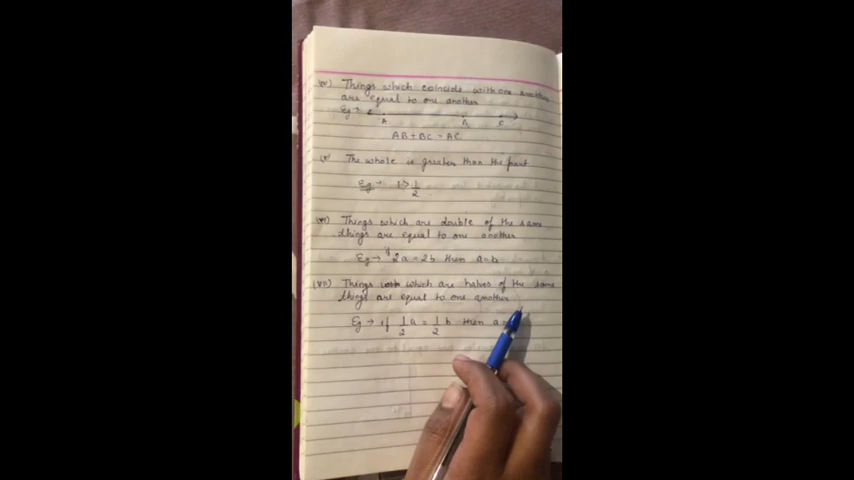 (iv) Things which coincide with one another
are equal to one another
Eg →
A B C
AB + BC = AC
(v) The whole is greater than the part
Eg → 1 > 1/2
(vi) Things which are double of the same
things are equal to one another
Eg → if 2a = 2b then a = b
(vii) Things which are halves of the same
things are equal to one another
Eg → if 1/2 a = 1/2 b then a =